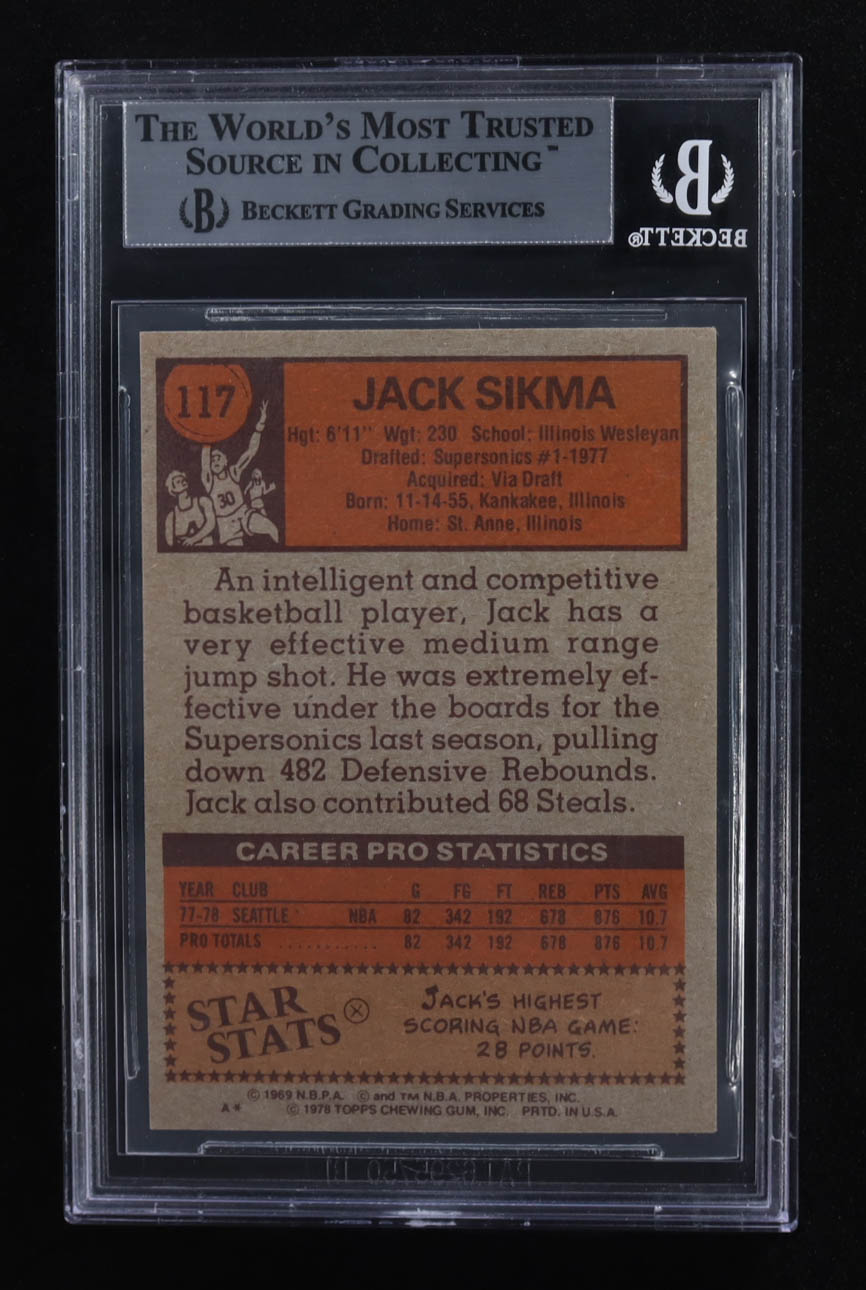 THE WORLD'S MOST TRUSTED
SOURCE IN COLLECTING™
B BECKETT GRADING SERVICES
B
BECKETT®
117
30
JACK SIKMA
Hgt: 6'11" Wgt: 230 School: Illinois Wesleyan
Drafted: Supersonics #1-1977
Acquired: Via Draft
Born: 11-14-55, Kankakee, Illinois
Home: St. Anne, Illinois
An intelligent and competitive
basketball player, Jack has a
very effective medium range
jump shot. He was extremely ef-
fective under the boards for the
Supersonics last season, pulling
down 482 Defensive Rebounds.
Jack also contributed 68 Steals.
CAREER PRO STATISTICS
YEAR CLUB G FG FT REB PTS AVG
77-78 SEATTLE NBA 82 342 192 678 876 10.7
PRO TOTALS ........... 82 342 192 678 876 10.7
STAR
STATS
JACK'S HIGHEST
SCORING NBA GAME:
28 POINTS.
© 1969 N.B.P.A. © and TM N.B.A. PROPERTIES, INC.
A* © 1978 TOPPS CHEWING GUM, INC. PRTD. IN U.S.A.